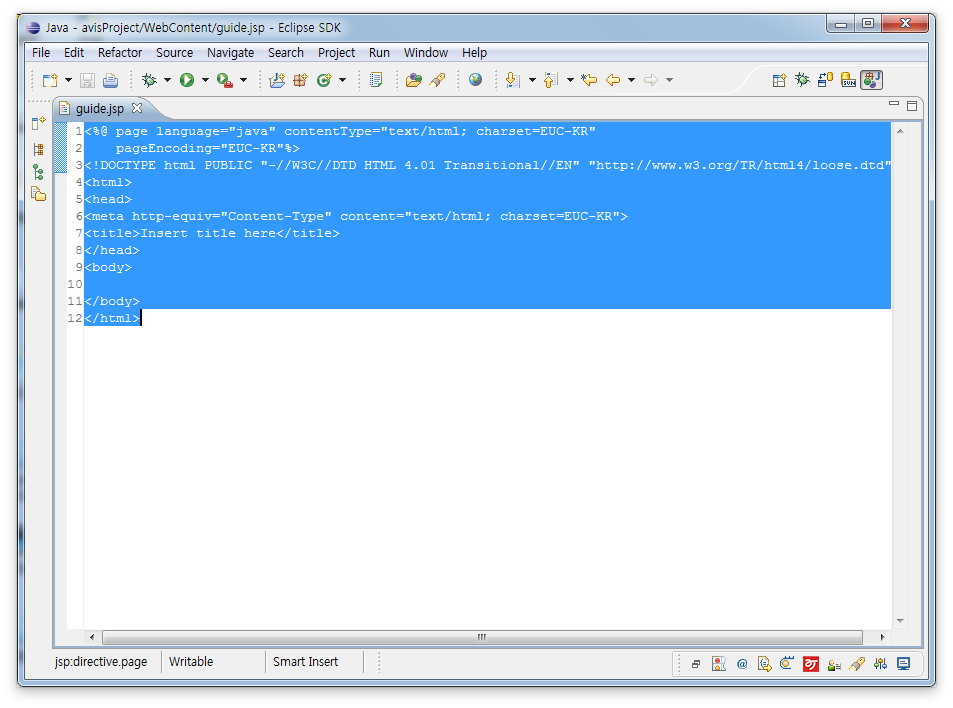 Java - avisProject/WebContent/guide.jsp - Eclipse SDK
File Edit Refactor Source Navigate Search Project Run Window Help
guide.jsp
1 <%@ page language="java" contentType="text/html; charset=EUC-KR"
2     pageEncoding="EUC-KR"%>
3 <!DOCTYPE html PUBLIC "-//W3C//DTD HTML 4.01 Transitional//EN" "http://www.w3.org/TR/html4/loose.dtd"
4 <html>
5 <head>
6 <meta http-equiv="Content-Type" content="text/html; charset=EUC-KR">
7 <title>Insert title here</title>
8 </head>
9 <body>
10
11 </body>
12 </html>
jsp:directive.page Writable Smart Insert